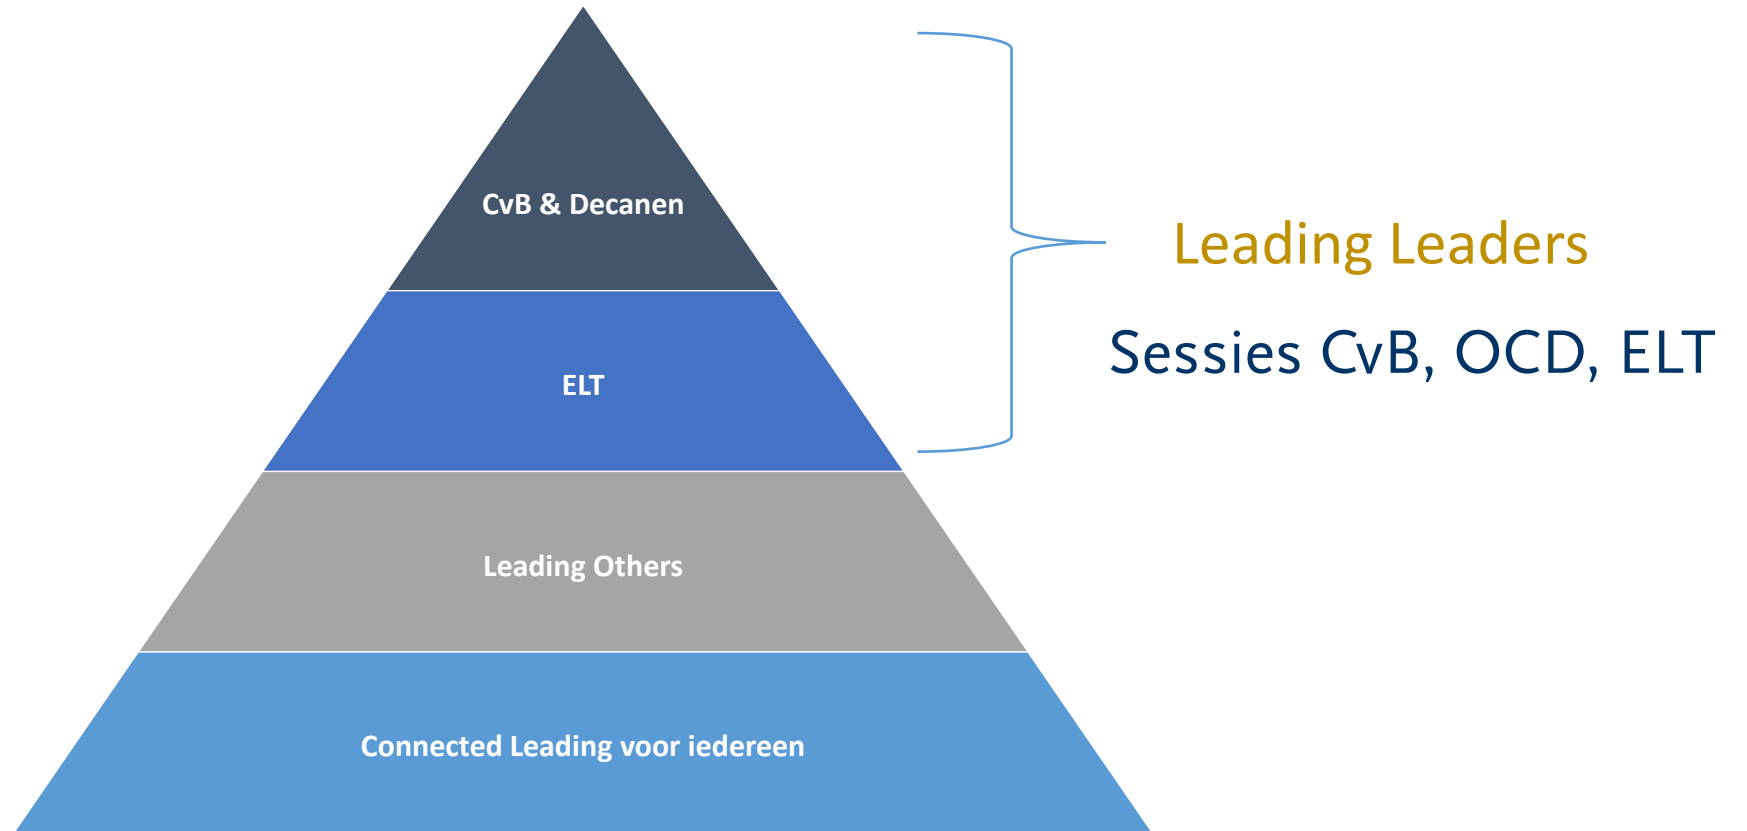 CvB & Decanen
ELT
Leading Others
Connected Leading voor iedereen
Leading Leaders
Sessies CvB, OCD, ELT